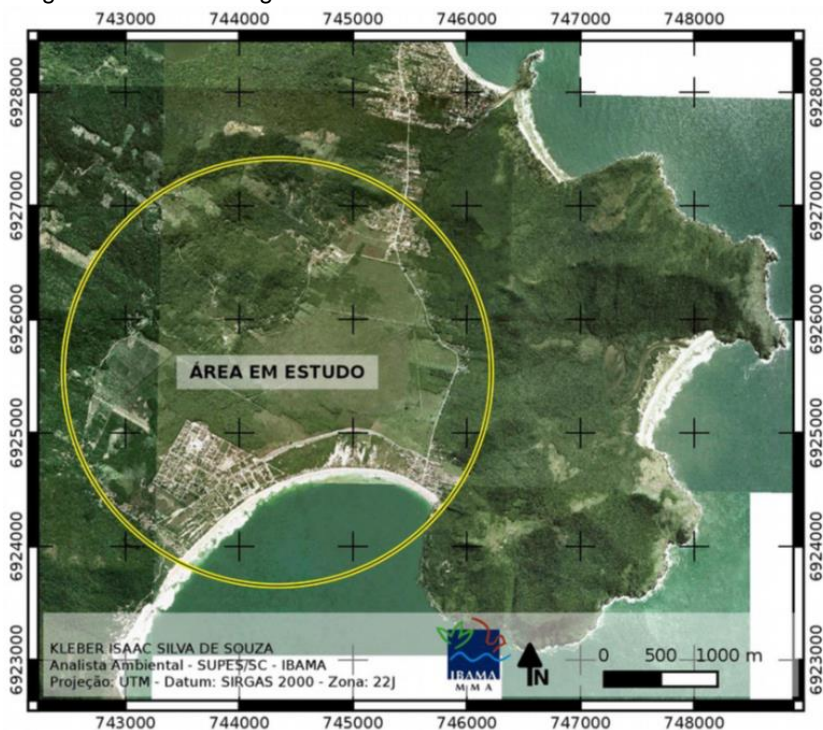 743000 744000 745000 746000 747000 748000
6928000 6928000
6927000 6927000
6926000 6926000
ÁREA EM ESTUDO
6925000 6925000
6924000 6924000
6923000 6923000
KLEBER ISAAC SILVA DE SOUZA
Analista Ambiental - SUPES/SC - IBAMA
Projeção: UTM - Datum: SIRGAS 2000 - Zona: 22J
IBAMA
M M A
N
0 500 1000 m
743000 744000 745000 746000 747000 748000